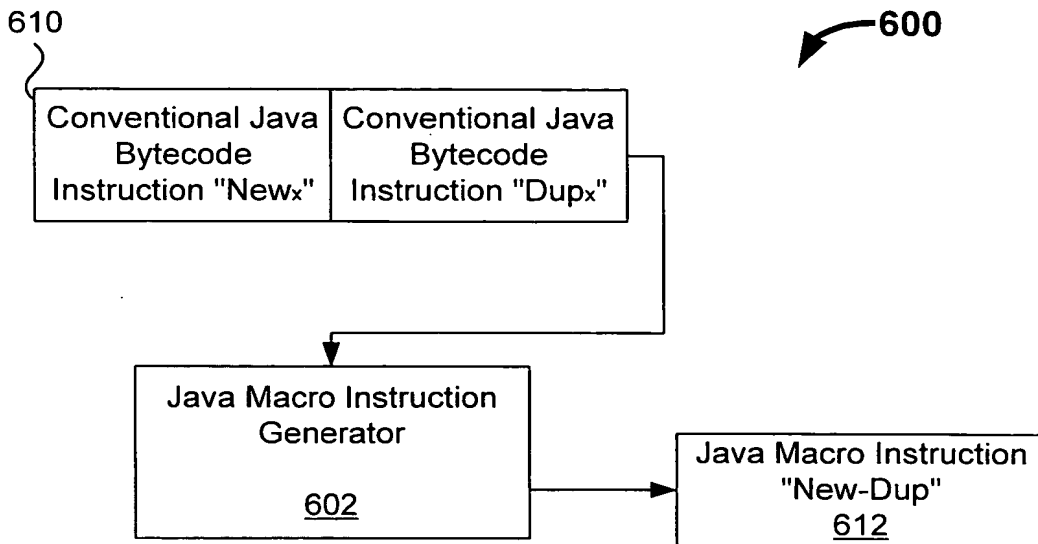 610
600
Conventional Java
Bytecode
Instruction "Newx"
Conventional Java
Bytecode
Instruction "Dupx"
Java Macro Instruction
Generator
602
Java Macro Instruction
"New-Dup"
612